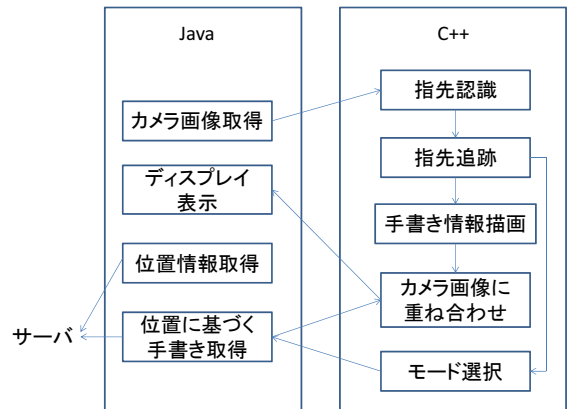 Java
C++
カメラ画像取得
ディスプレイ
表示
位置情報取得
位置に基づく
手書き取得
サーバ
指先認識
指先追跡
手書き情報描画
カメラ画像に
重ね合わせ
モード選択